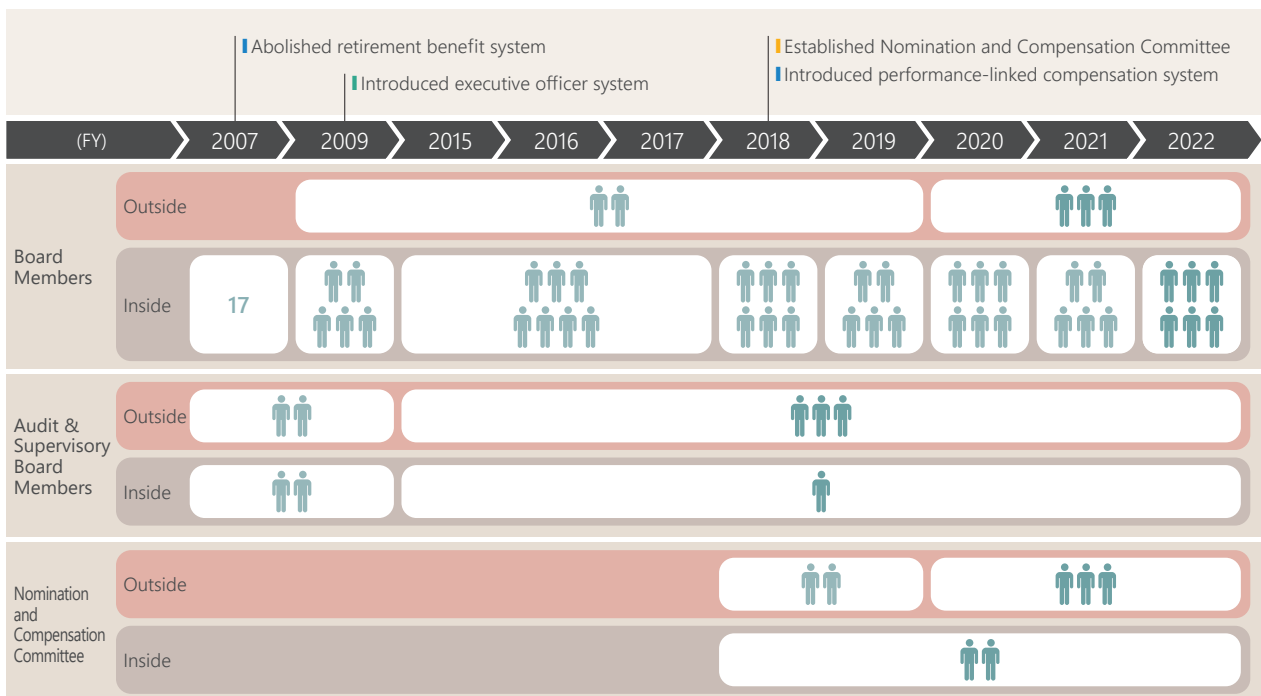 Abolished retirement benefit system
Established Nomination and Compensation Committee
Introduced executive officer system
Introduced performance-linked compensation system
(FY) 2007 2009 2015 2016 2017 2018 2019 2020 2021 2022
Board
Members
Outside
Inside
17
Audit &
Supervisory
Board
Members
Outside
Inside
Nomination
and
Compensation
Committee
Outside
Inside